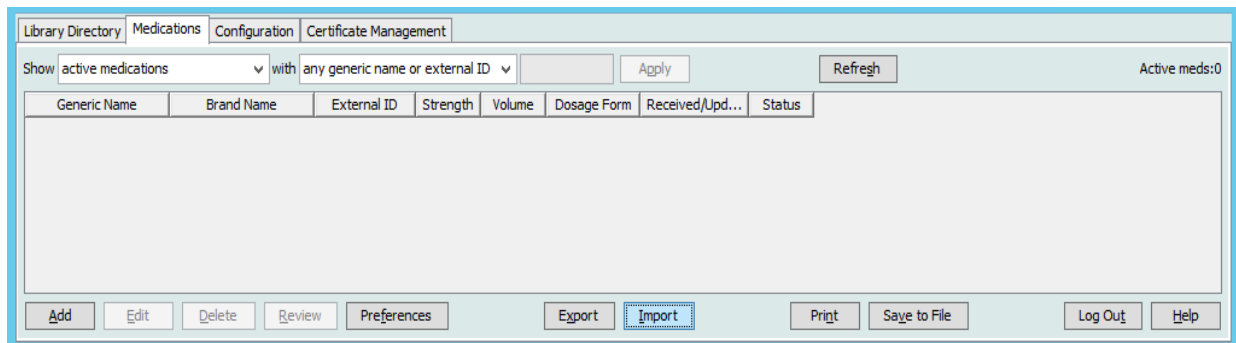 Library Directory Medications Configuration Certificate Management
Show active medications with any generic name or external ID Apply Refresh Active meds:0
Generic Name Brand Name External ID Strength Volume Dosage Form Received/Upd... Status
Add Edit Delete Review Preferences Export Import Print Save to File Log Out Help